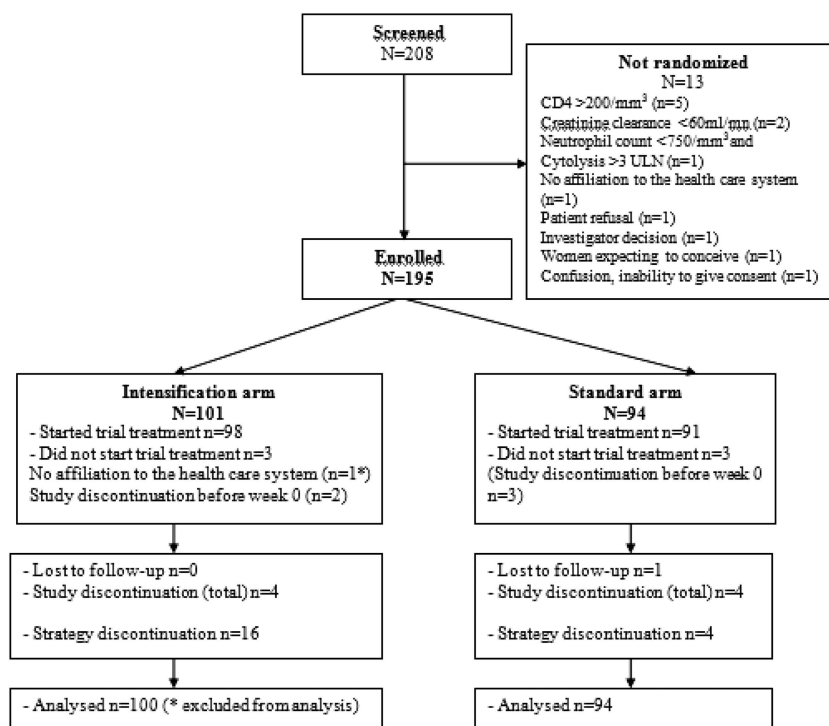 Screened
N=208
Not randomized
N=13
CD4 >200/mm³ (n=5)
Creatinine clearance <60ml/mn (n=2)
Neutrophil count <750/mm³ and
Cytolysis >3 ULN (n=1)
No affiliation to the health care system
(n=1)
Patient refusal (n=1)
Investigator decision (n=1)
Women expecting to conceive (n=1)
Confusion, inability to give consent (n=1)
Enrolled
N=195
Intensification arm
N=101
- Started trial treatment n=98
- Did not start trial treatment n=3
No affiliation to the health care system (n=1*)
Study discontinuation before week 0 (n=2)
Standard arm
N=94
- Started trial treatment n=91
- Did not start trial treatment n=3
(Study discontinuation before week 0
n=3)
- Lost to follow-up n=0
- Study discontinuation (total) n=4
- Strategy discontinuation n=16
- Lost to follow-up n=1
- Study discontinuation (total) n=4
- Strategy discontinuation n=4
- Analysed n=100 (* excluded from analysis)
- Analysed n=94